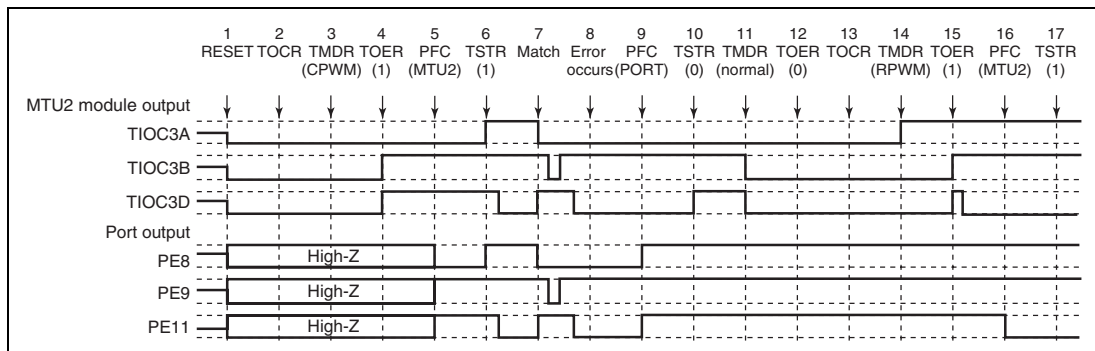 1 2 3 4 5 6 7 8 9 10 11 12 13 14 15 16 17
RESET TOCR TMDR TOER PFC TSTR Match Error PFC TSTR TMDR TOER TOCR TMDR TOER PFC TSTR
(CPWM) (1) (MTU2) (1) occurs (PORT) (0) (normal) (0) (RPWM) (1) (MTU2) (1)
MTU2 module output
TIOC3A
TIOC3B
TIOC3D
Port output
PE8 High-Z
PE9 High-Z
PE11 High-Z